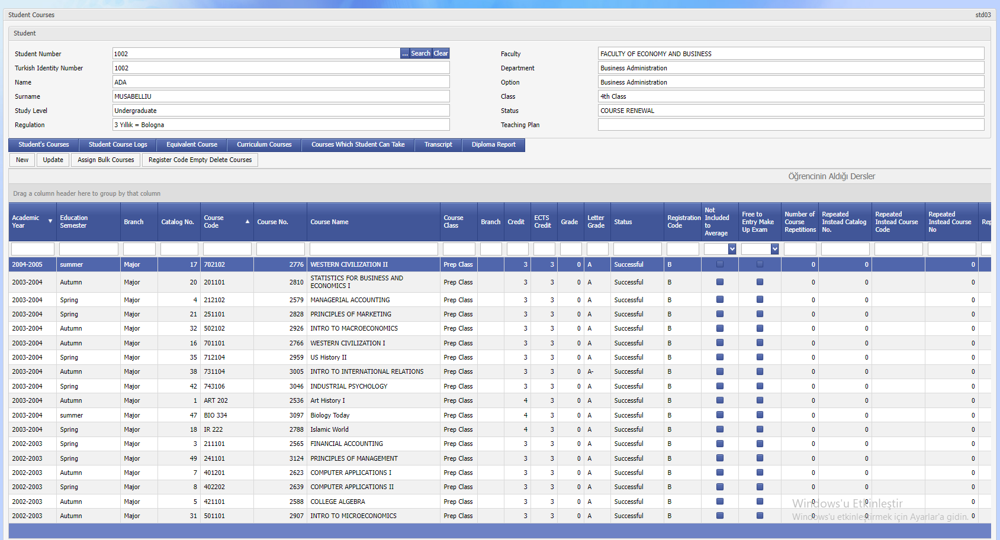 Student Courses std03
Student
Student Number 1002 ... Search Clear Faculty FACULTY OF ECONOMY AND BUSINESS
Turkish Identity Number 1002 Department Business Administration
Name ADA Option Business Administration
Surname MUSABELLIU Class 4th Class
Study Level Undergraduate Status COURSE RENEWAL
Regulation 3 Yıllık = Bologna Teaching Plan
Student's Courses Student Course Logs Equivalent Course Curriculum Courses Courses Which Student Can Take Transcript Diploma Report
New Update Assign Bulk Courses Register Code Empty Delete Courses
Öğrencinin Aldığı Dersler
Drag a column header here to group by that column
Academic Year Education Semester Branch Catalog No. Course Code Course No. Course Name Course Class Branch Credit ECTS Credit Grade Letter Grade Status Registration Code Not Included to Average Free to Entry Make Up Exam Number of Course Repetitions Repeated Instead Catalog No. Repeated Instead Course Code Repeated Instead Course No Rep
2004-2005 summer Major 17 702102 2776 WESTERN CIVILIZATION II Prep Class 3 3 0 A Successful B 0 0 0
2003-2004 Autumn Major 20 201101 2810 STATISTICS FOR BUSINESS AND ECONOMICS I Prep Class 3 3 0 A Successful B 0 0 0
2003-2004 Spring Major 4 212102 2579 MANAGERIAL ACCOUNTING Prep Class 3 3 0 A Successful B 0 0 0
2003-2004 Spring Major 21 251101 2828 PRINCIPLES OF MARKETING Prep Class 3 3 0 A Successful B 0 0 0
2003-2004 Autumn Major 32 502102 2926 INTRO TO MACROECONOMICS Prep Class 3 3 0 A Successful B 0 0 0
2003-2004 Autumn Major 16 701101 2766 WESTERN CIVILIZATION I Prep Class 3 3 0 A Successful B 0 0 0
2003-2004 Spring Major 35 712104 2959 US History II Prep Class 3 3 0 A Successful B 0 0 0
2003-2004 Autumn Major 38 731104 3005 INTRO TO INTERNATIONAL RELATIONS Prep Class 3 3 0 A- Successful B 0 0 0
2003-2004 Spring Major 42 743106 3046 INDUSTRIAL PSYCHOLOGY Prep Class 3 3 0 A Successful B 0 0 0
2003-2004 Autumn Major 1 ART 202 2536 Art History I Prep Class 4 3 0 A Successful B 0 0 0
2003-2004 summer Major 47 BIO 334 3097 Biology Today Prep Class 4 3 0 A Successful B 0 0 0
2003-2004 Spring Major 18 IR 222 2788 Islamic World Prep Class 4 3 0 A Successful B 0 0 0
2002-2003 Spring Major 3 211101 2565 FINANCIAL ACCOUNTING Prep Class 3 3 0 A Successful B 0 0 0
2002-2003 Spring Major 49 241101 3124 PRINCIPLES OF MANAGEMENT Prep Class 3 3 0 A Successful B 0 0 0
2002-2003 Autumn Major 7 401201 2623 COMPUTER APPLICATIONS I Prep Class 3 3 0 A Successful B 0 0 0
2002-2003 Spring Major 8 402202 2639 COMPUTER APPLICATIONS II Prep Class 3 3 0 A Successful B 0 0 0
2002-2003 Autumn Major 5 421101 2588 COLLEGE ALGEBRA Prep Class 3 3 0 A Successful B 0 0 0
2002-2003 Autumn Major 31 501101 2907 INTRO TO MICROECONOMICS Prep Class 3 3 0 A Successful B 0 0 0
Windows'u Etkinleştir
Windows'u etkinleştirmek için Ayarlar'a gidin.